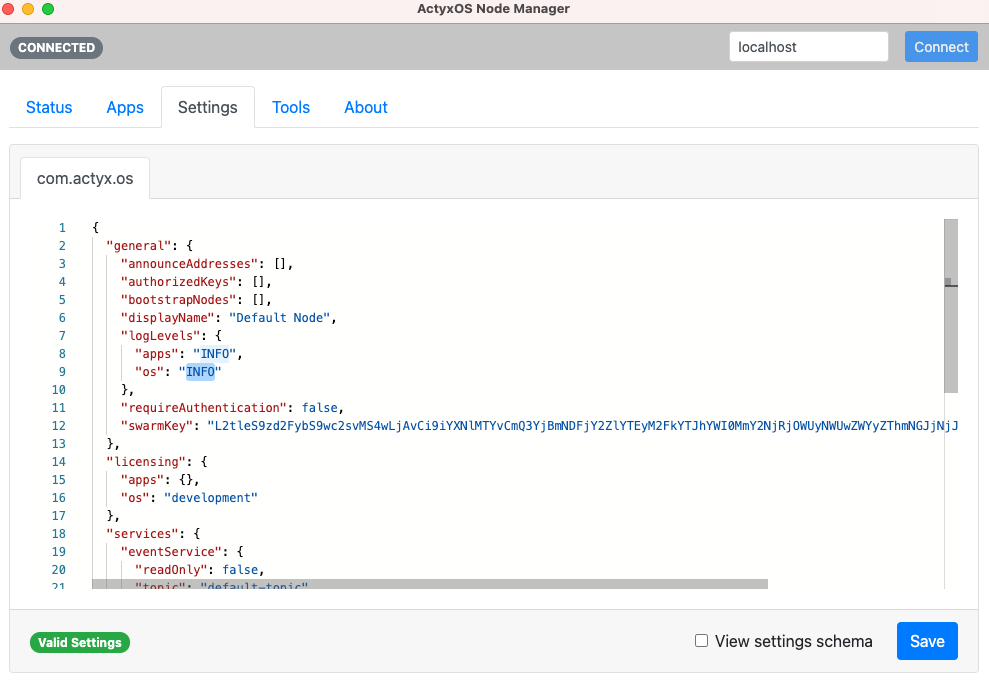 ActyxOS Node Manager
CONNECTED localhost Connect
Status Apps Settings Tools About
com.actyx.os
1 {
2 "general": {
3 "announceAddresses": [],
4 "authorizedKeys": [],
5 "bootstrapNodes": [],
6 "displayName": "Default Node",
7 "logLevels": {
8 "apps": "INFO",
9 "os": "INFO"
10 },
11 "requireAuthentication": false,
12 "swarmKey": "L2tleS9zd2FybS9wc2svMS4wLjAvCi9iYXNlMTYvCmQ3YjBmNDFjY2ZlYTEyM2FkYTJhYWI0MmY2NjRjOWUyNWUwZWYyZThmNGJjNjJ
13 },
14 "licensing": {
15 "apps": {},
16 "os": "development"
17 },
18 "services": {
19 "eventService": {
20 "readOnly": false,
21 "topic": "default-topic"
Valid Settings View settings schema Save